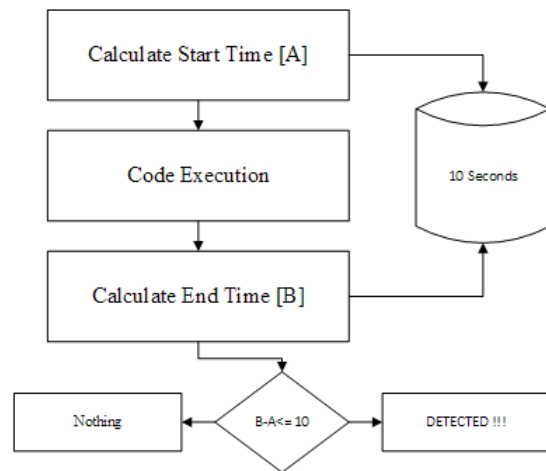 Calculate Start Time [A]
10 Seconds
Code Execution
Calculate End Time [B]
Nothing
B-A<= 10
DETECTED !!!